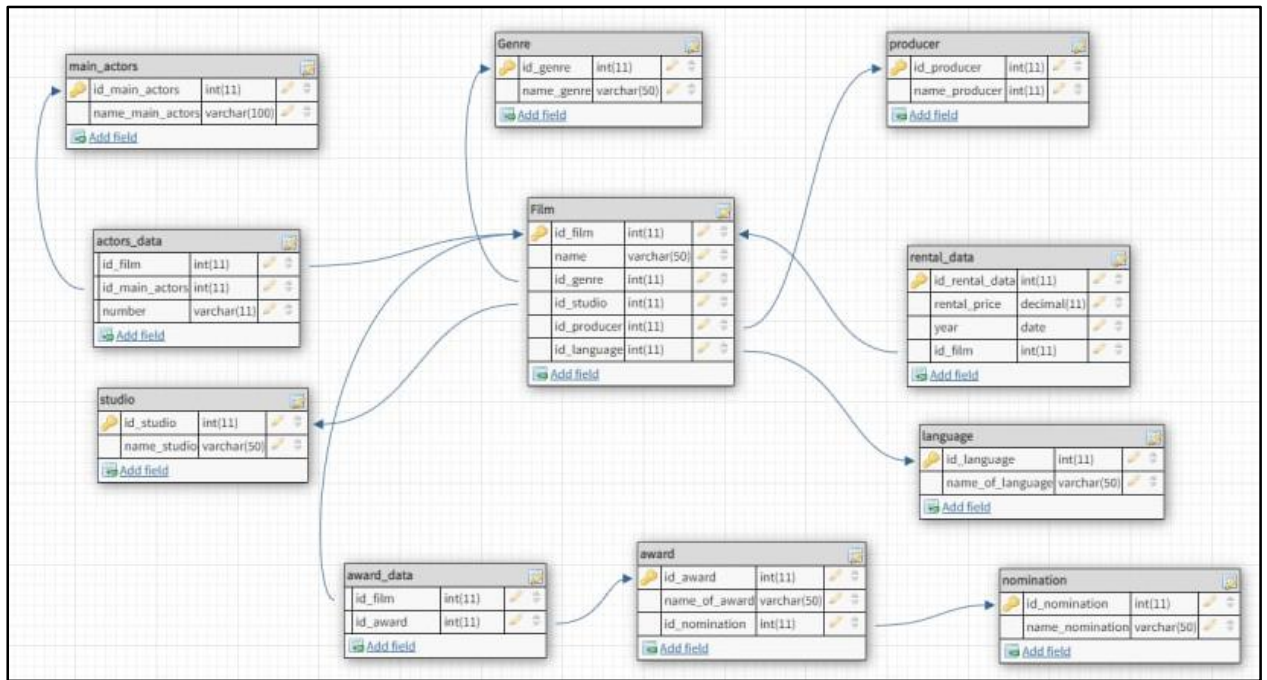 main_actors
id_main_actors int(11)
name_main_actors varchar(100)
Add field
Genre
id_genre int(11)
name_genre varchar(50)
Add field
producer
id_producer int(11)
name_producer int(11)
Add field
actors_data
id_film int(11)
id_main_actors int(11)
number varchar(11)
Add field
Film
id_film int(11)
name varchar(50)
id_genre int(11)
id_studio int(11)
id_producer int(11)
id_language int(11)
Add field
rental_data
id_rental_data int(11)
rental_price decimal(11)
year date
id_film int(11)
Add field
studio
id_studio int(11)
name_studio varchar(50)
Add field
language
id_language int(11)
name_of_language varchar(50)
Add field
award_data
id_film int(11)
id_award int(11)
Add field
award
id_award int(11)
name_of_award varchar(50)
id_nomination int(11)
Add field
nomination
id_nomination int(11)
name_nomination varchar(50)
Add field